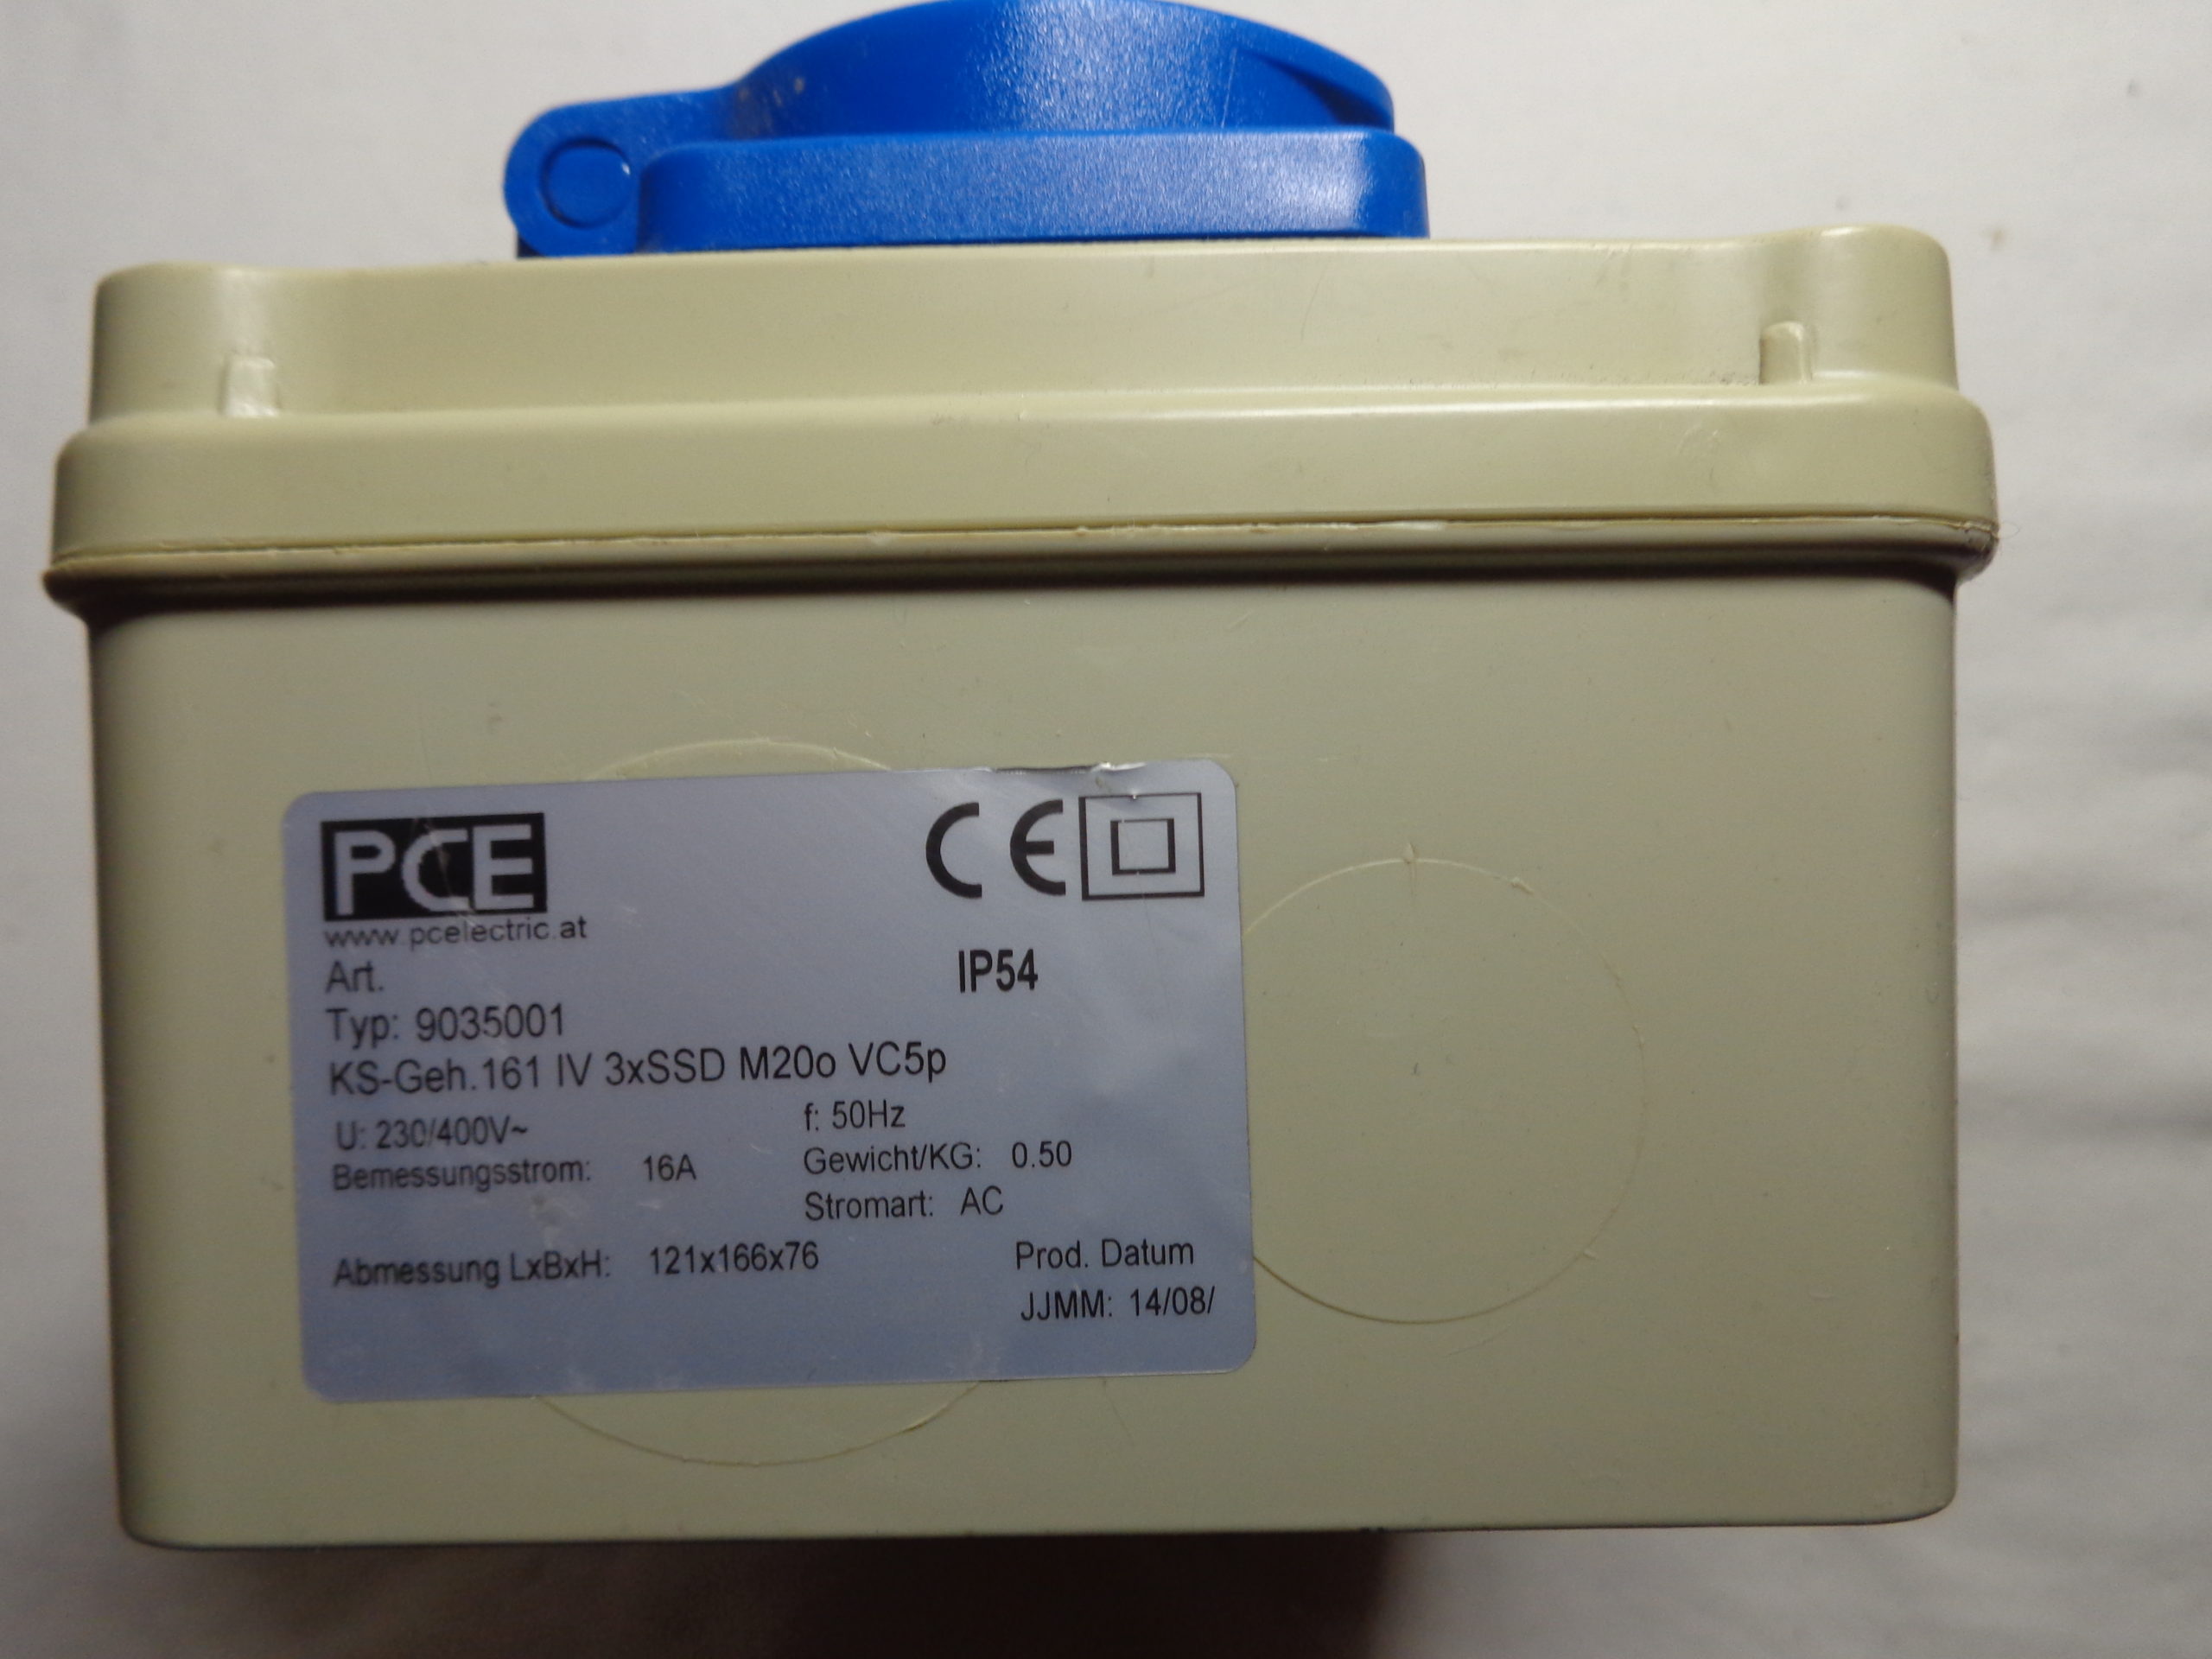 PCE
CE
www.pcelectric.at
Art.
IP54
Typ: 9035001
KS-Geh.161 IV 3xSSD M20o VC5p
U: 230/400V~ f: 50Hz
Bemessungsstrom: 16A Gewicht/KG: 0.50
Stromart: AC
Abmessung LxBxH: 121x166x76 Prod. Datum
JJMM: 14/08/